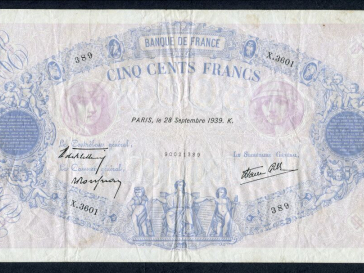 BANQUE DE FRANCE
389
X.3601
CINQ CENTS FRANCS
PARIS, le 28 Septembre 1939. K.
Le Contrôleur général:
Le Secrétaire Général:
X.3601
389